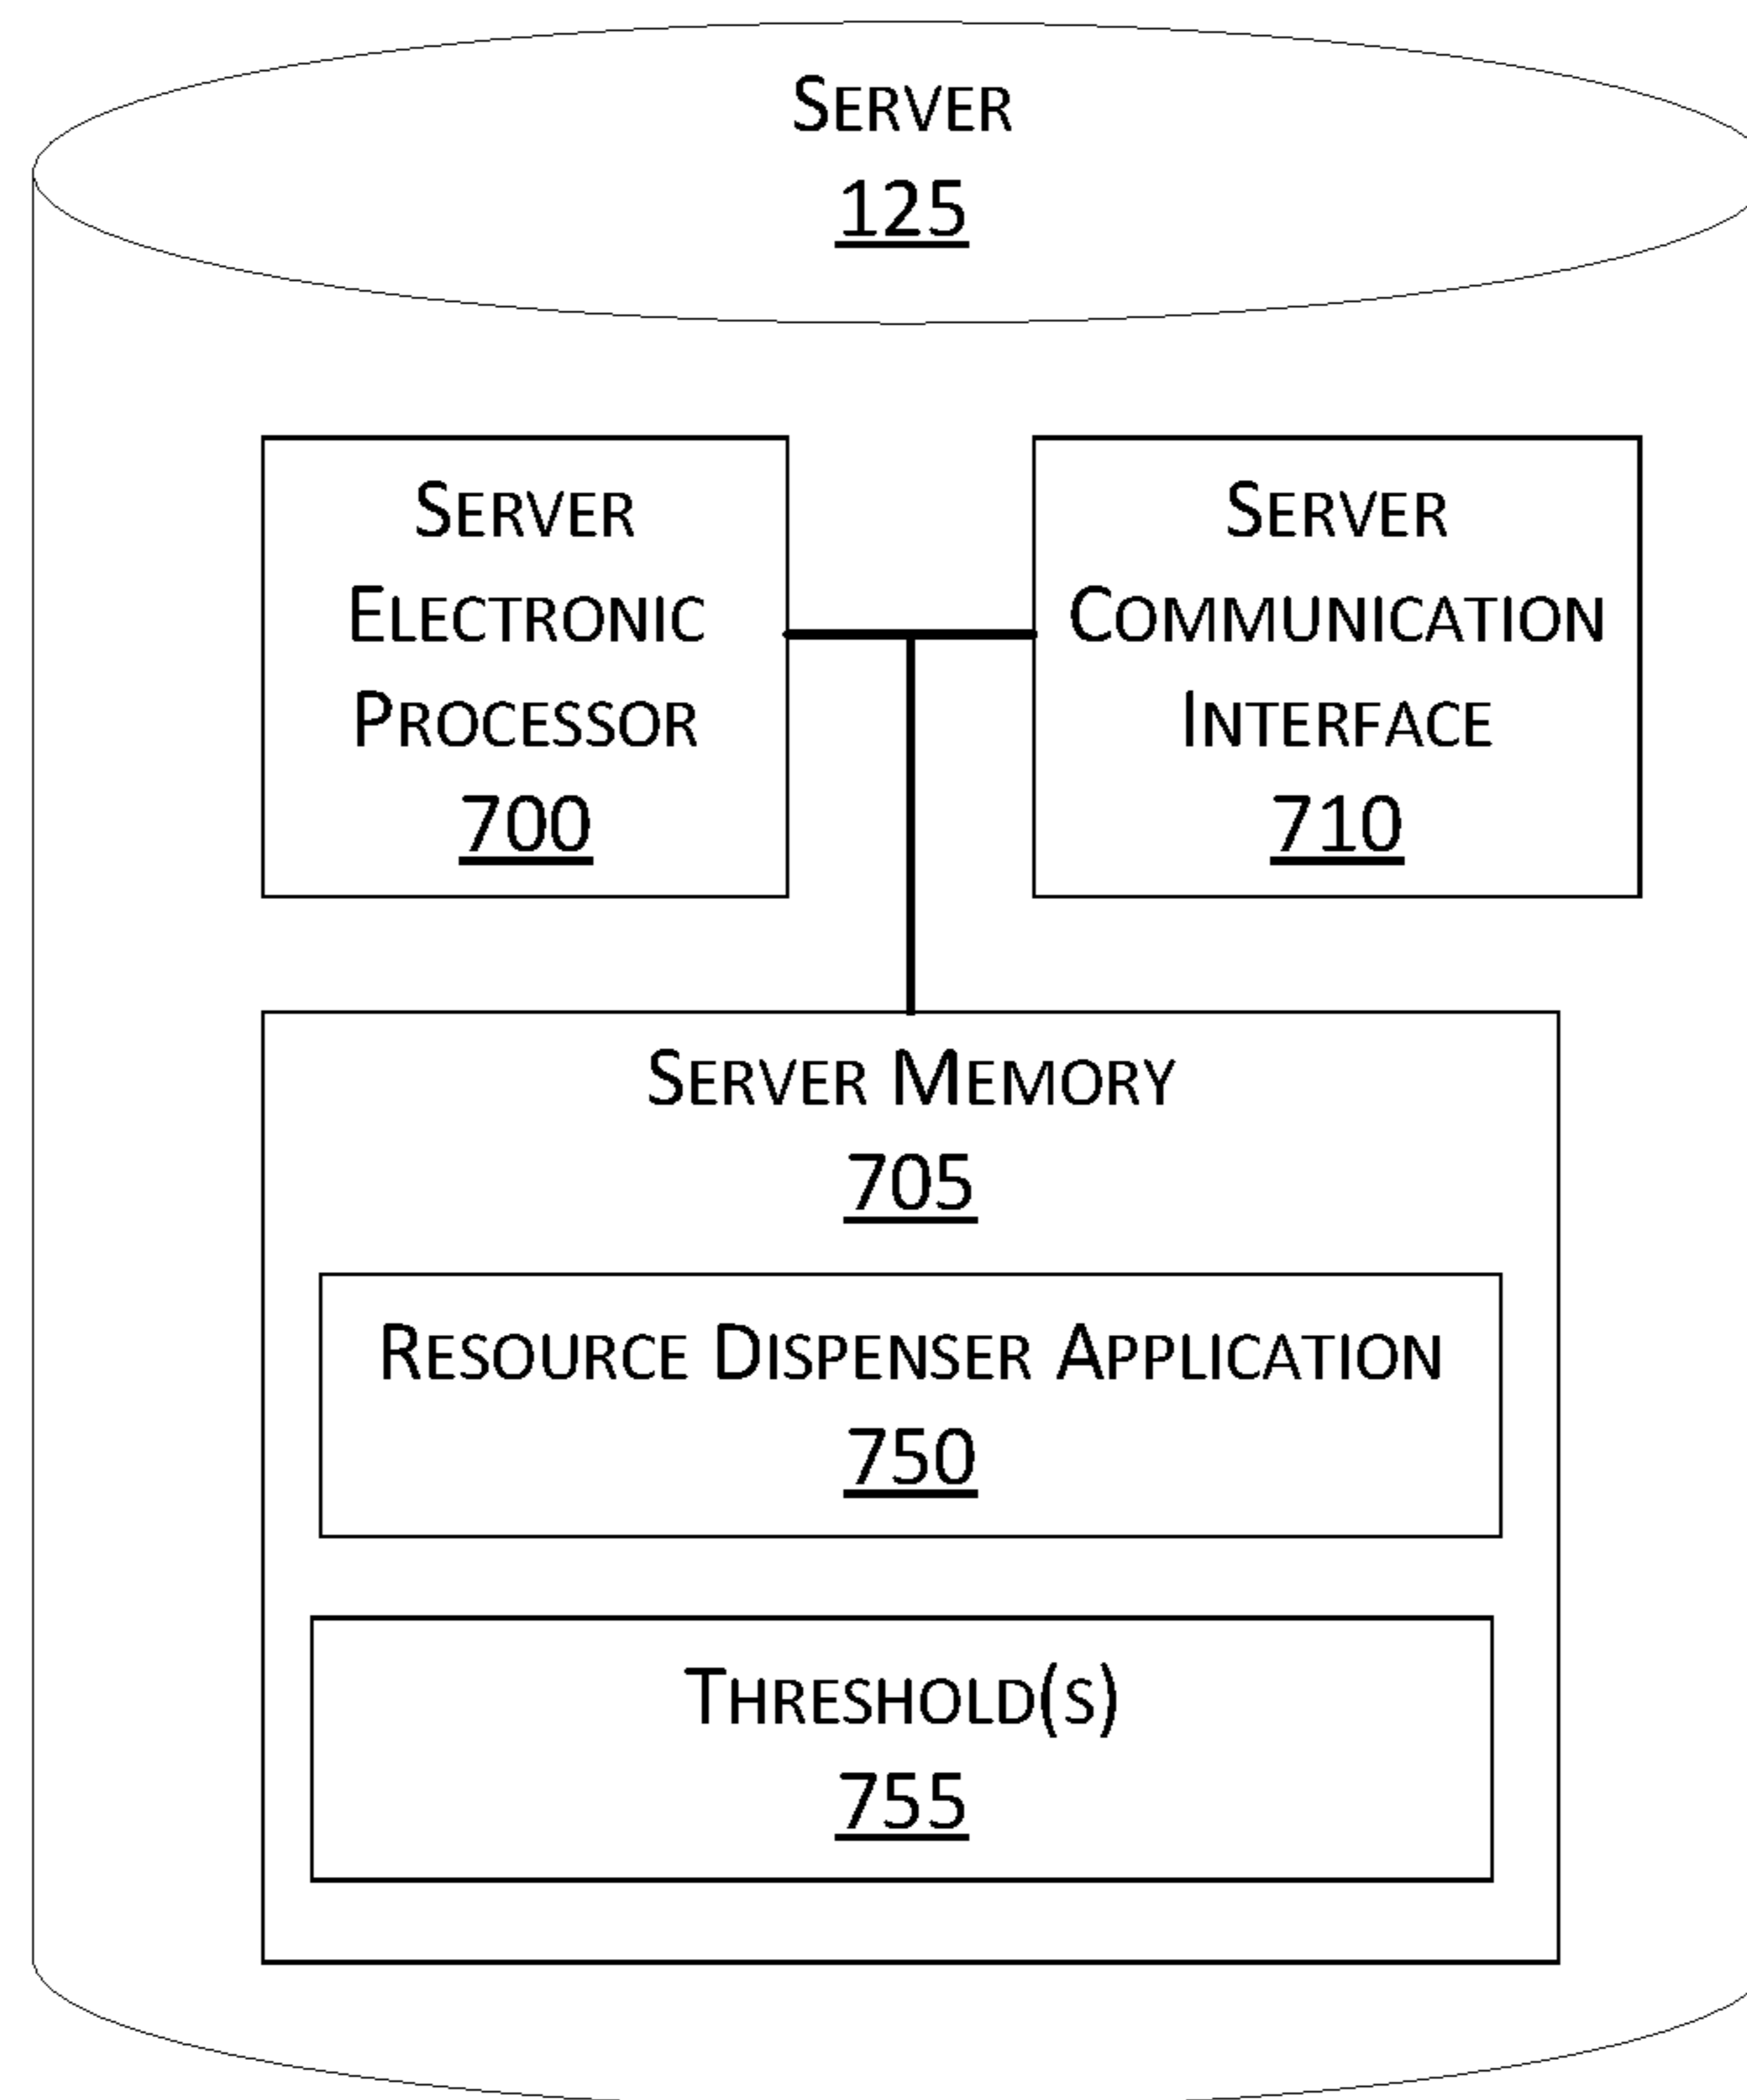 SERVER
125
SERVER
ELECTRONIC
PROCESSOR
700
SERVER
COMMUNICATION
INTERFACE
710
SERVER MEMORY
705
RESOURCE DISPENSER APPLICATION
750
THRESHOLD(S)
755